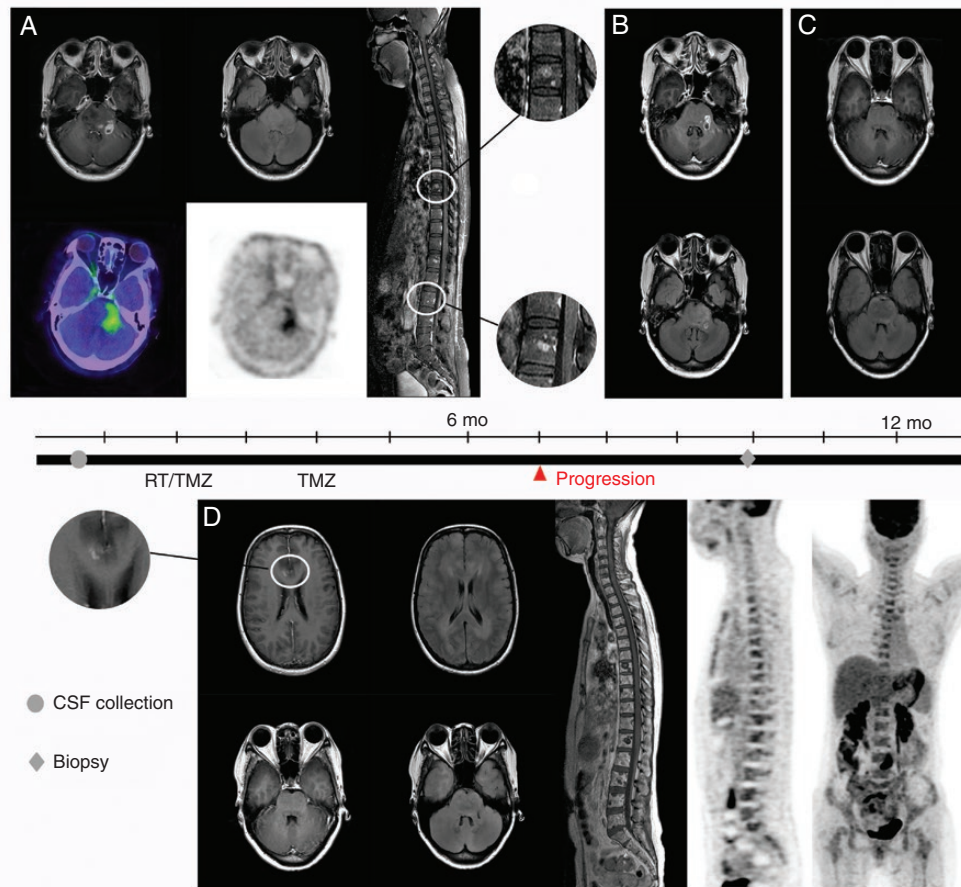 A
B
C
6 mo
12 mo
RT/TMZ
TMZ
Progression
D
CSF collection
Biopsy